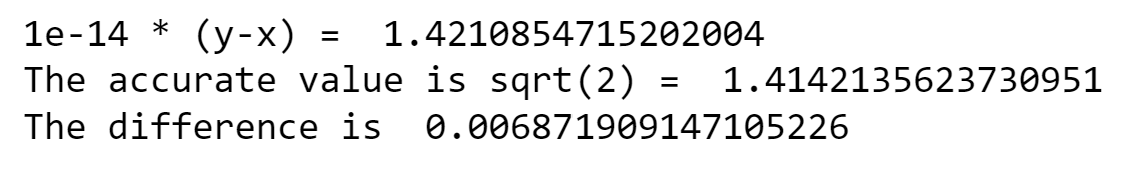 1e-14 * (y-x) =  1.4210854715202004
The accurate value is sqrt(2) =  1.4142135623730951
The difference is  0.006871909147105226